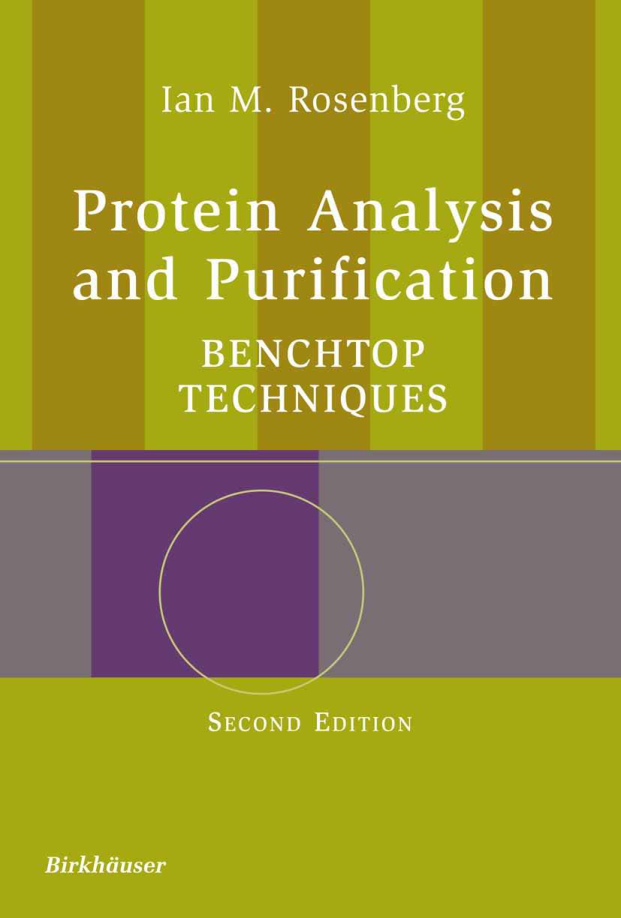 Ian M. Rosenberg
Protein Analysis
and Purification
BENCHTOP
TECHNIQUES
SECOND EDITION
Birkhäuser